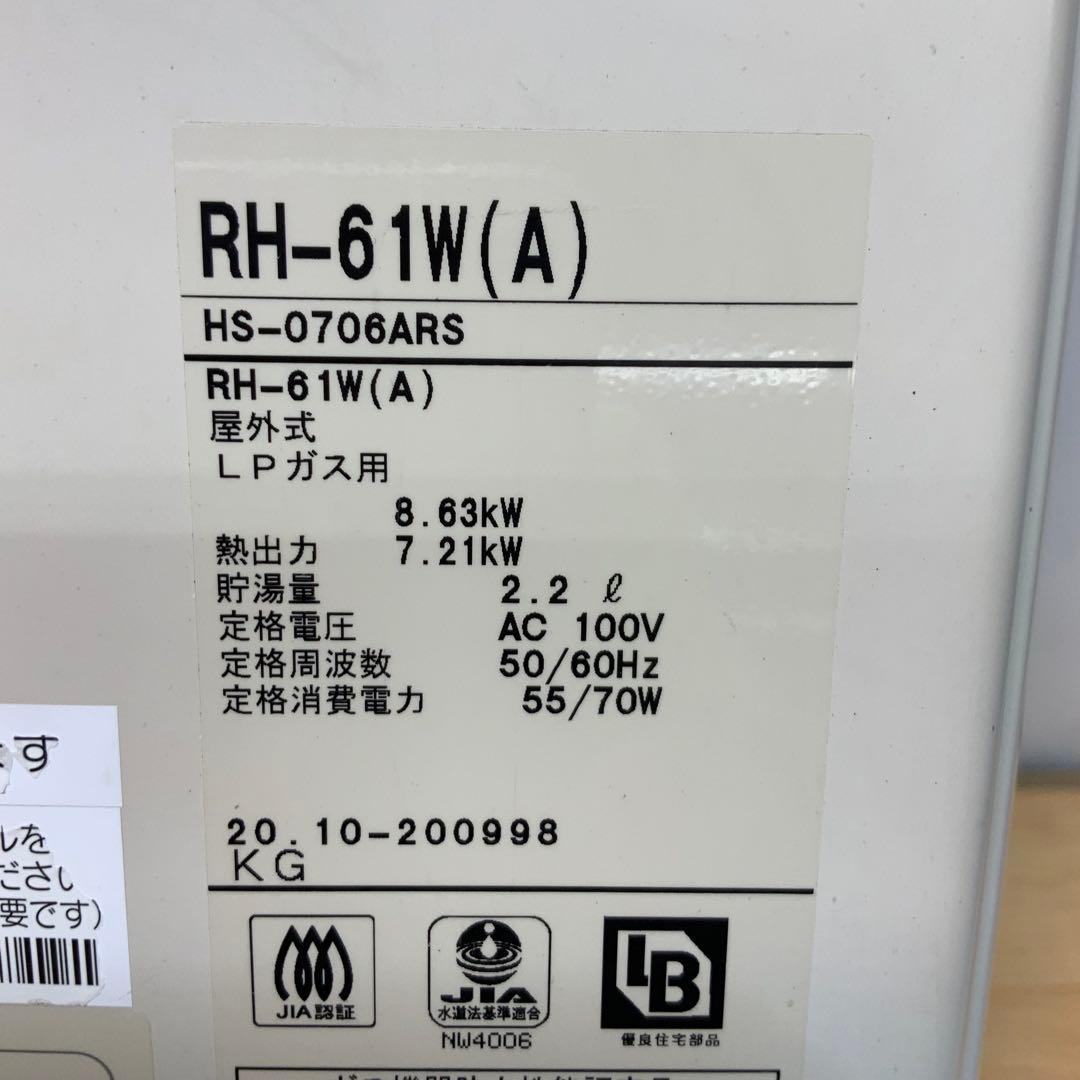 RH-61W(A)
HS-0706ARS
RH-61W(A)
屋外式
LPガス用
8.63kW
熱出力 7.21kW
貯湯量 2.2 ℓ
定格電圧 AC 100V
定格周波数 50/60Hz
定格消費電力 55/70W
20.10-200998
KG
す
ルを
ださい
要です)
JIA認証
JIA
水道法基準適合
NW4006
LB
優良住宅部品